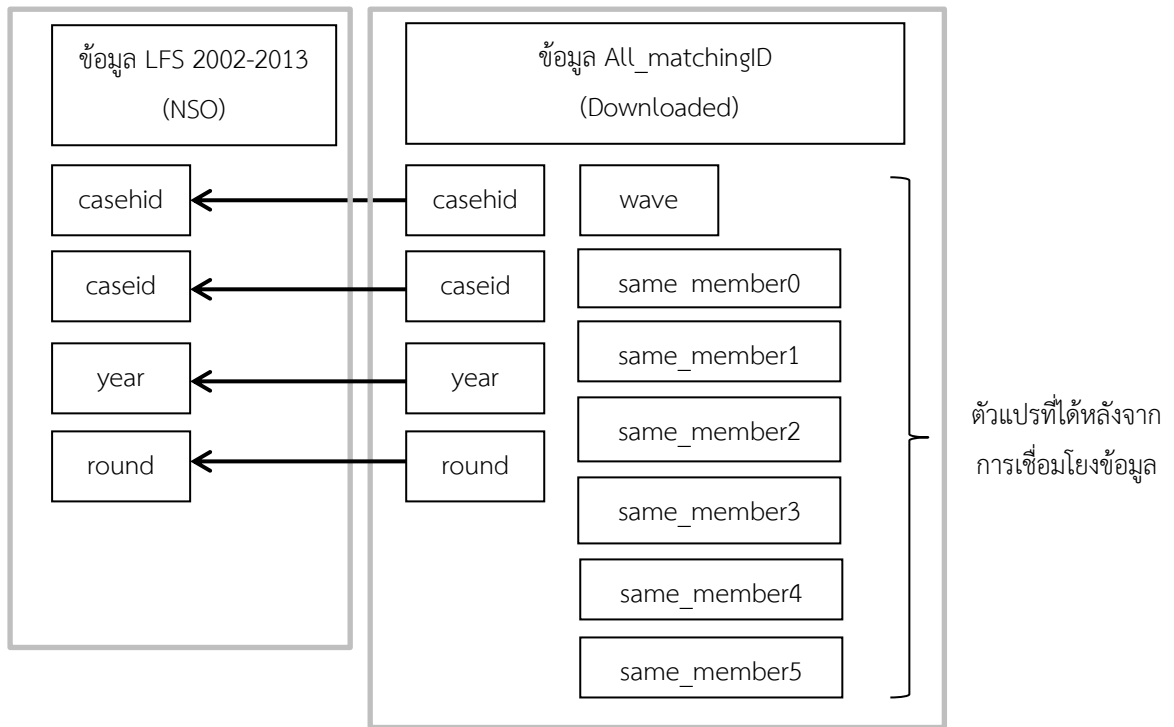 ข้อมูล LFS 2002-2013
(NSO)
ข้อมูล All_matchingID
(Downloaded)
casehid
casehid
wave
caseid
caseid
same member0
same_member1
year
year
same_member2
round
round
same_member3
same_member4
same_member5
ตัวแปรที่ได้หลังจาก
การเชื่อมโยงข้อมูล